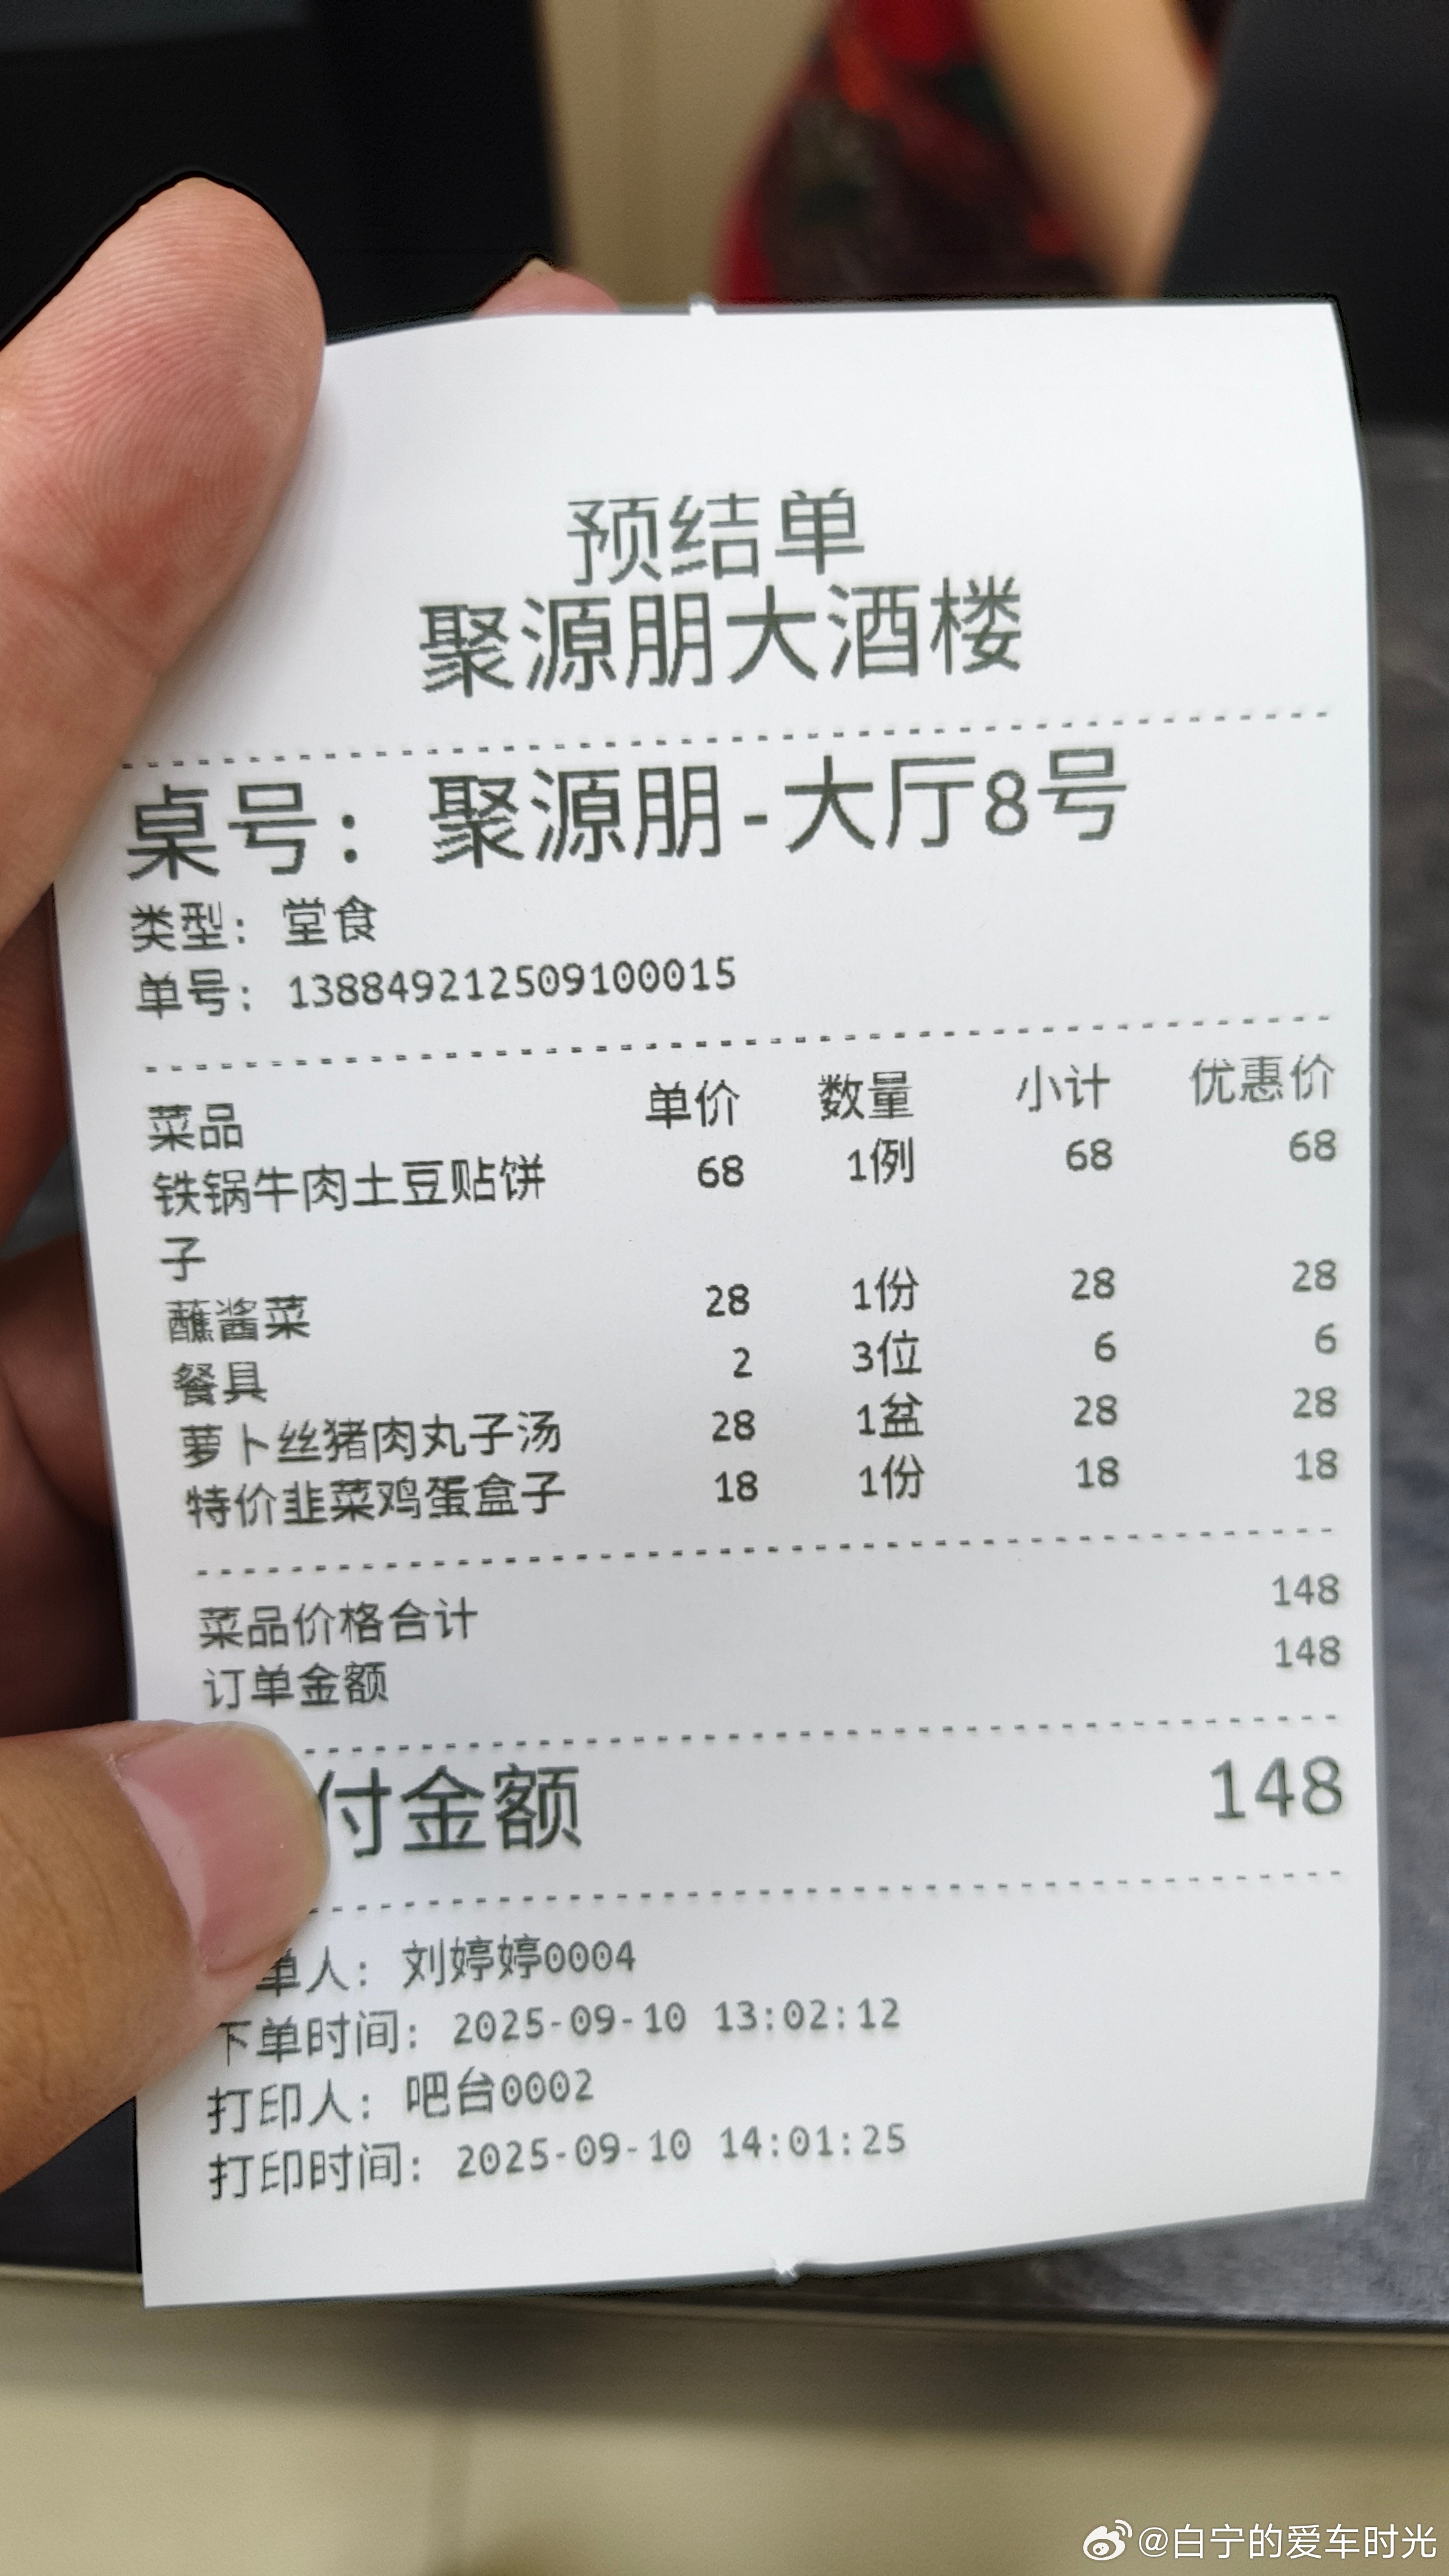 预结单
聚源朋大酒楼
桌号：聚源朋-大厅8号
类型：堂食
单号：138849212509100015
菜品 单价 数量 小计 优惠价
铁锅牛肉土豆贴饼 68 1例 68 68
子
蘸酱菜 28 1份 28 28
餐具 2 3位 6 6
萝卜丝猪肉丸子汤 28 1盆 28 28
特价韭菜鸡蛋盒子 18 1份 18 18
菜品价格合计 148
订单金额 148
付金额 148
单人：刘婷婷0004
下单时间：2025-09-10 13:02:12
打印人：吧台0002
打印时间：2025-09-10 14:01:25
@白宁的爱车时光